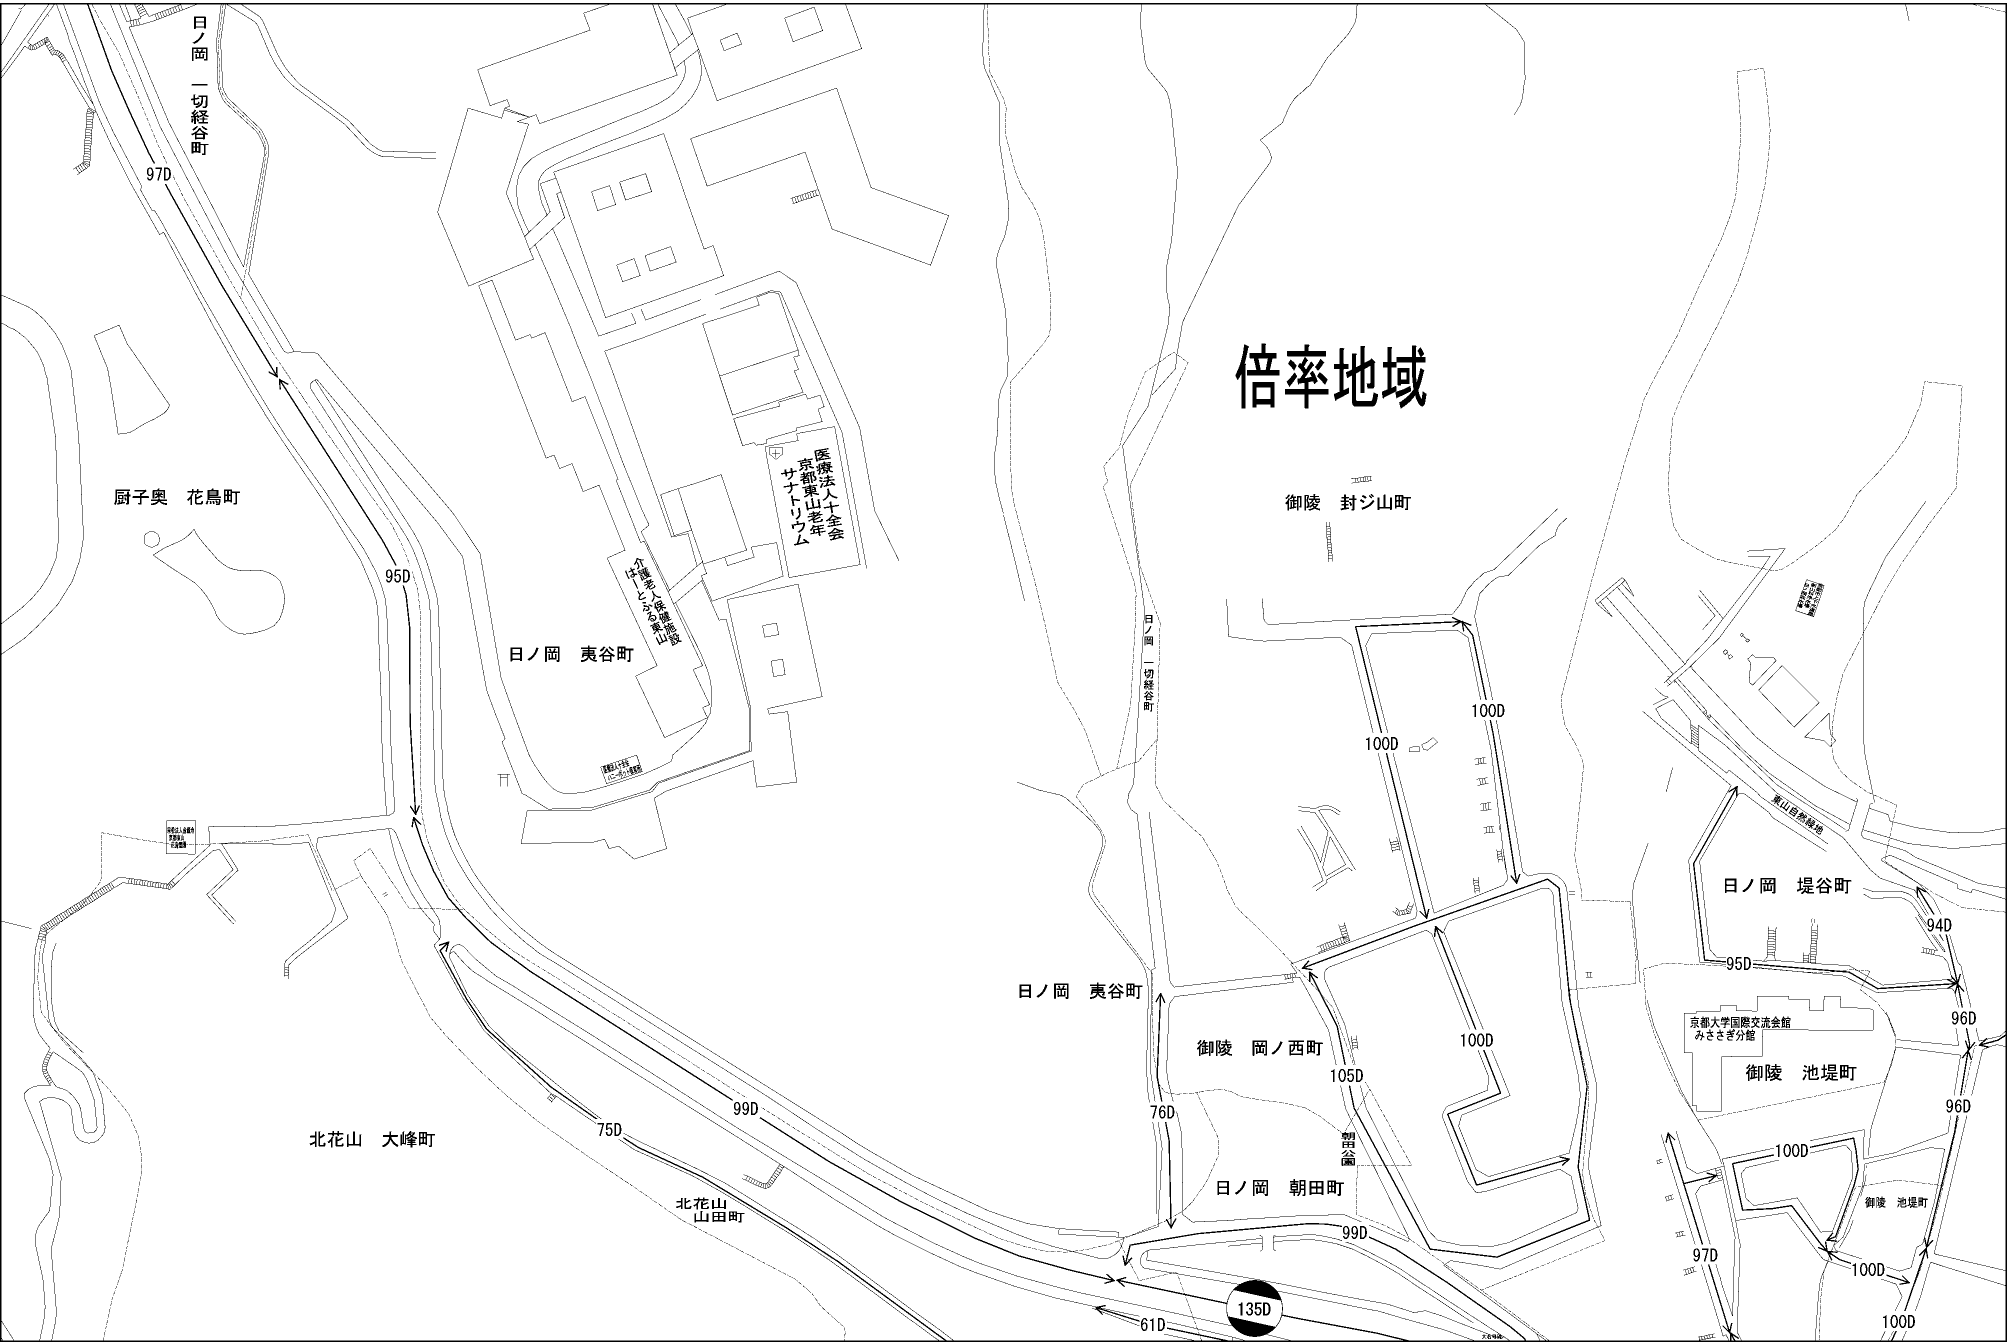 日ノ岡　一切経谷町
97D
倍率地域
医療法人十全会
京都東山老年
サナトリウム
厨子奥　花鳥町
御陵　封ジ山町
95D
介護老人保健施設
はーとふる東山
日ノ岡　夷谷町
日ノ岡　一切経谷町
100D
100D
東山自然緑地
日ノ岡　堤谷町
94D
95D
日ノ岡　夷谷町
96D
京都大学国際交流会館
みささぎ分館
御陵　岡ノ西町
100D
105D
御陵　池堤町
99D
76D
96D
75D
北花山　大峰町
朝田公園
100D
日ノ岡　朝田町
北花山
山田町
御陵　池堤町
99D
97D
100D
135D
61D
100D